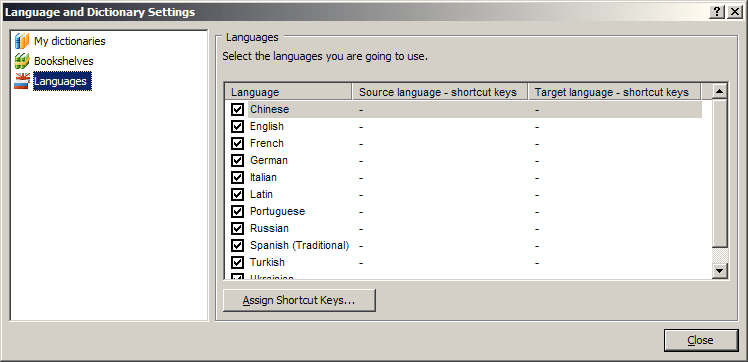 Language and Dictionary Settings
My dictionaries
Bookshelves
Languages
Languages
Select the languages you are going to use.
Language Source language - shortcut keys Target language - shortcut keys
Chinese - -
English - -
French - -
German - -
Italian - -
Latin - -
Portuguese - -
Russian - -
Spanish (Traditional) - -
Turkish - -
Ukrainian
Assign Shortcut Keys...
Close